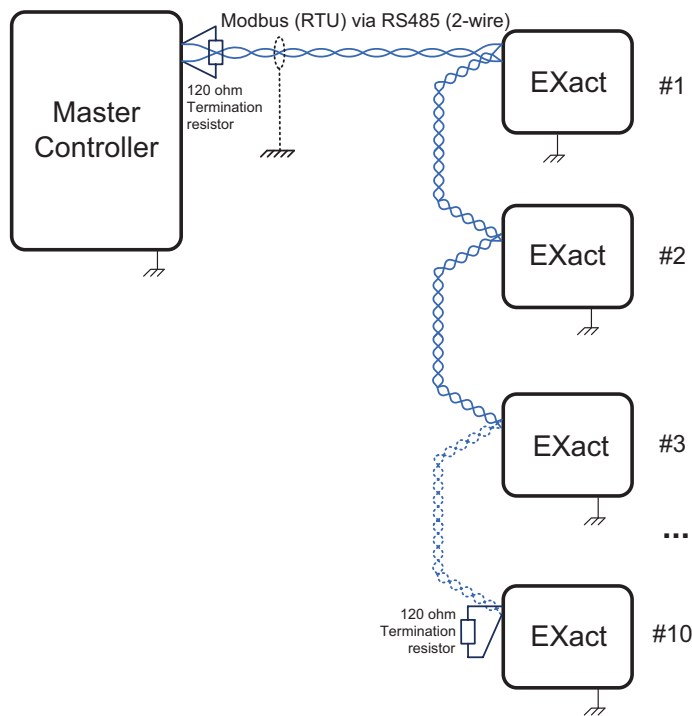 Modbus (RTU) via RS485 (2-wire)
Master
Controller
120 ohm
Termination
resistor
EXact
#1
EXact
#2
EXact
#3
...
120 ohm
Termination
resistor
EXact
#10